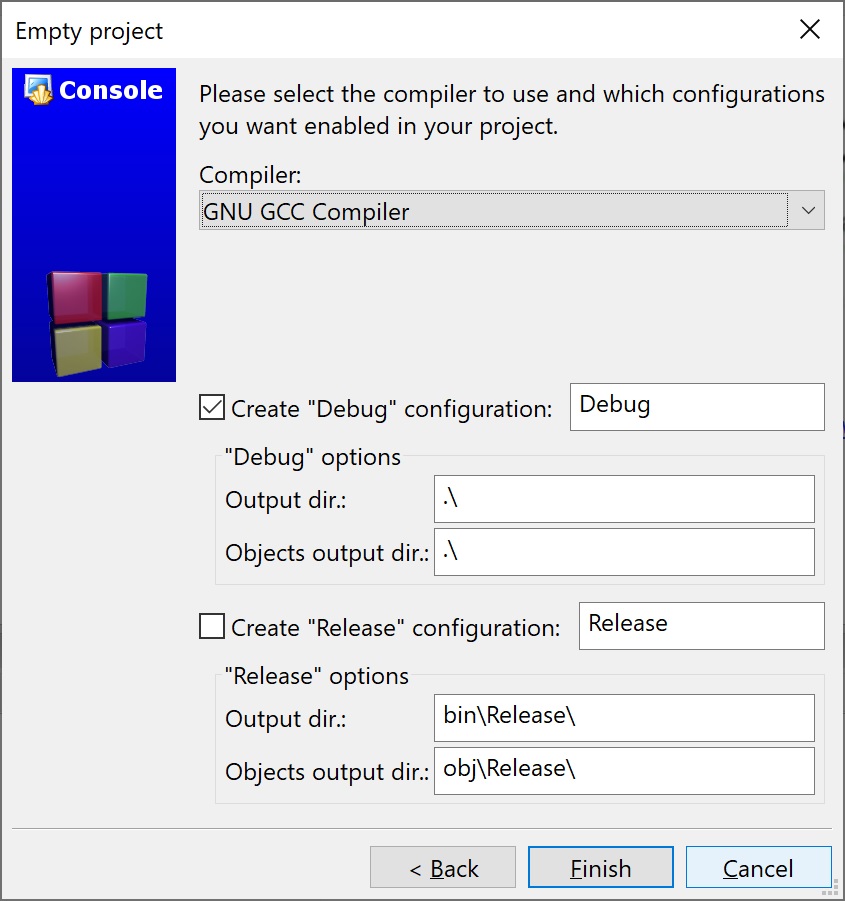 Empty project
Console
Please select the compiler to use and which configurations
you want enabled in your project.
Compiler:
GNU GCC Compiler
Create "Debug" configuration: Debug
"Debug" options
Output dir.: .\
Objects output dir.: .\
Create "Release" configuration: Release
"Release" options
Output dir.: bin\Release\
Objects output dir.: obj\Release\
< Back Finish Cancel